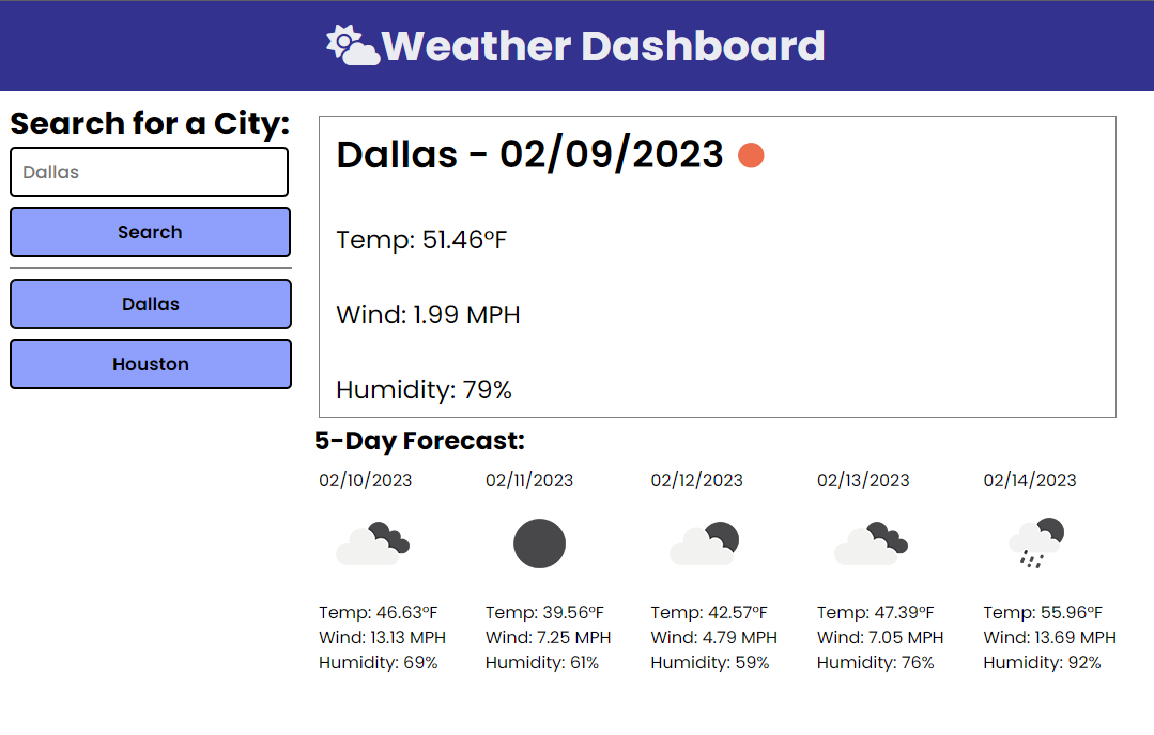 Weather Dashboard
Search for a City:
Dallas
Search
Dallas
Houston
Dallas - 02/09/2023
Temp: 51.46°F
Wind: 1.99 MPH
Humidity: 79%
5-Day Forecast:
02/10/2023
Temp: 46.63°F
Wind: 13.13 MPH
Humidity: 69%
02/11/2023
Temp: 39.56°F
Wind: 7.25 MPH
Humidity: 61%
02/12/2023
Temp: 42.57°F
Wind: 4.79 MPH
Humidity: 59%
02/13/2023
Temp: 47.39°F
Wind: 7.05 MPH
Humidity: 76%
02/14/2023
Temp: 55.96°F
Wind: 13.69 MPH
Humidity: 92%